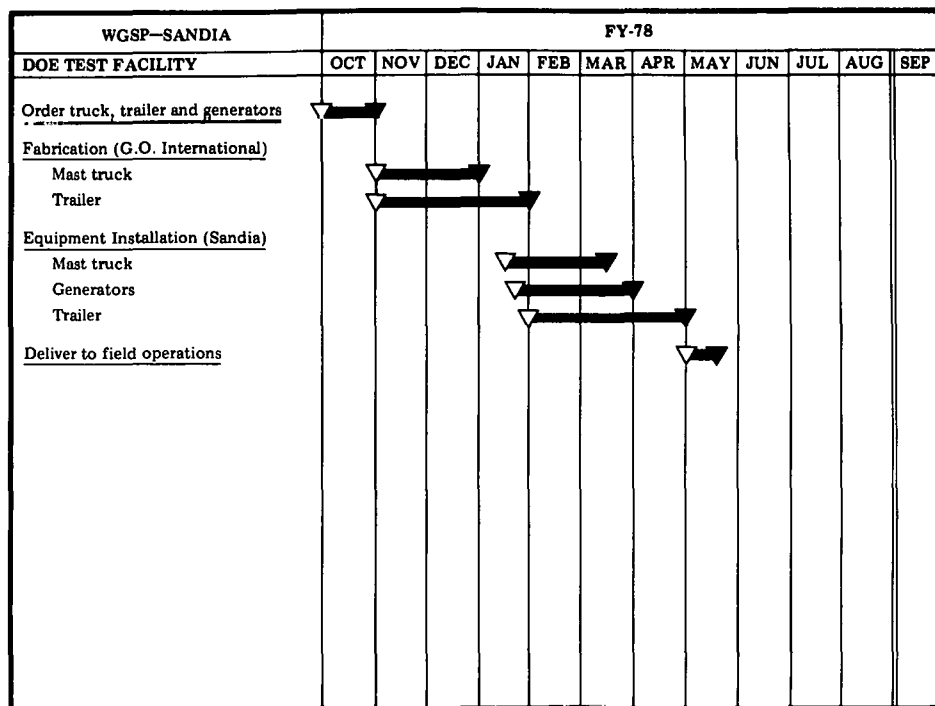 WGSP—SANDIA
FY-78
DOE TEST FACILITY
OCT NOV DEC JAN FEB MAR APR MAY JUN JUL AUG SEP
Order truck, trailer and generators
Fabrication (G.O. International)
Mast truck
Trailer
Equipment Installation (Sandia)
Mast truck
Generators
Trailer
Deliver to field operations